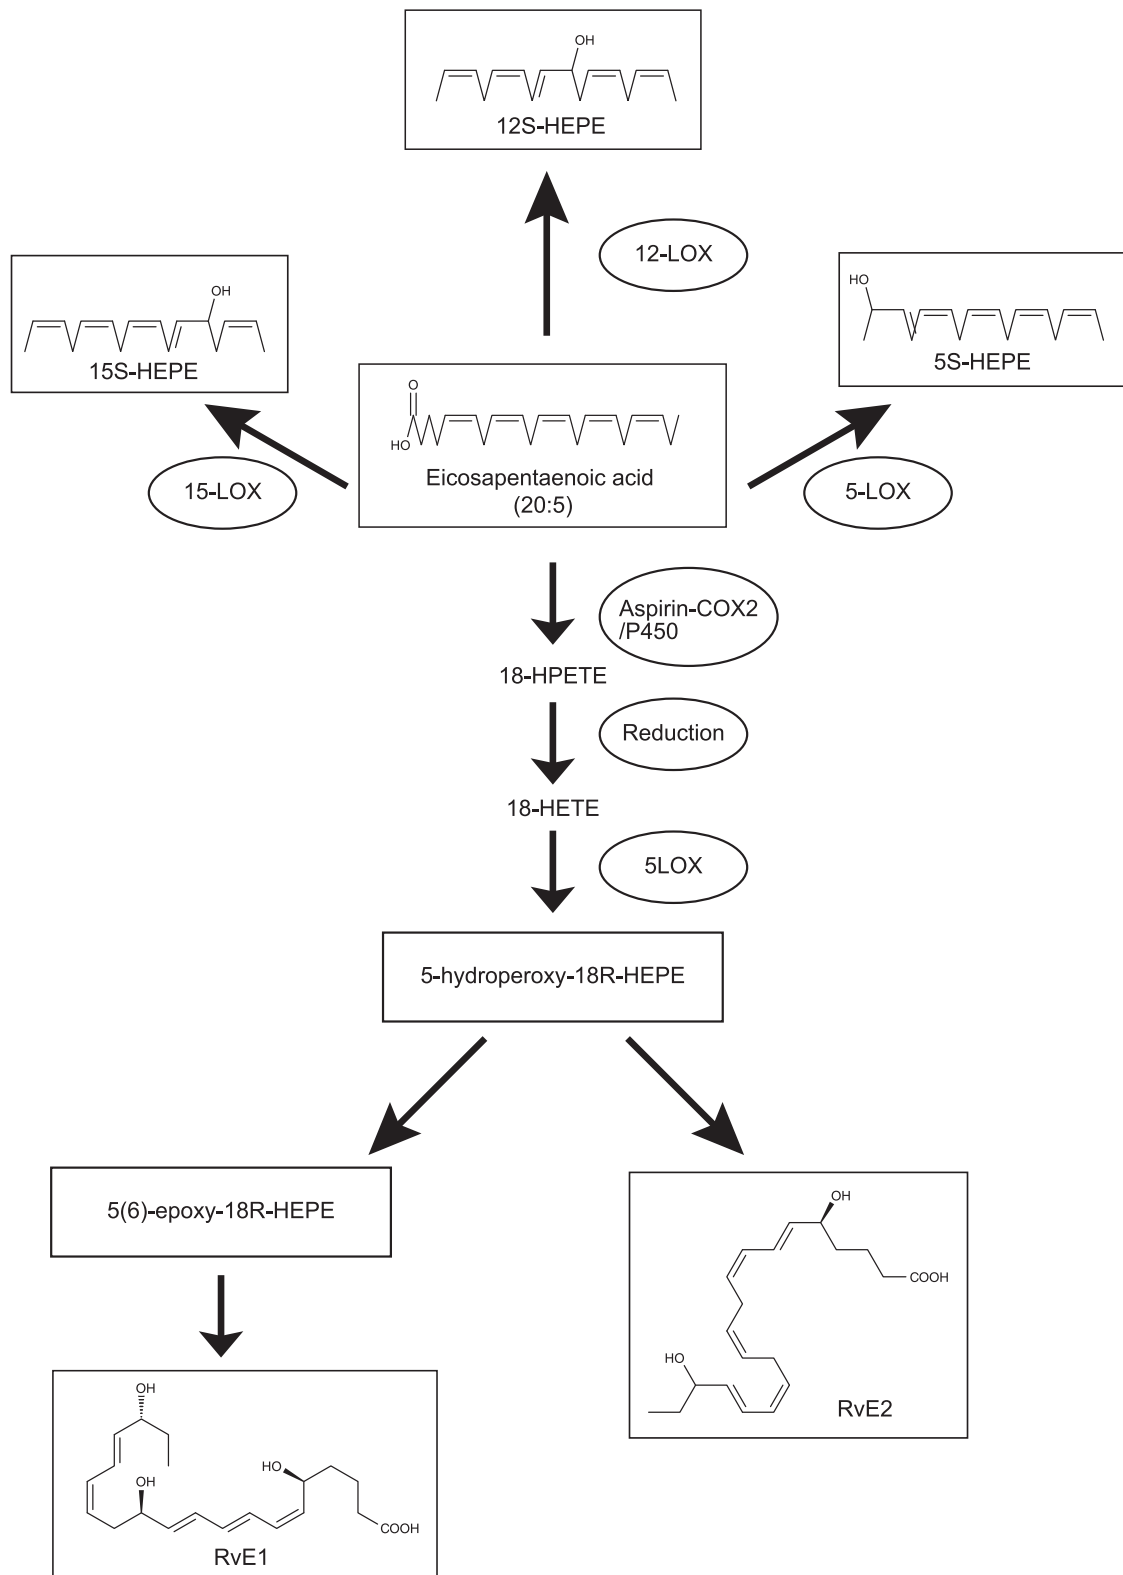 OH
12S-HEPE
12-LOX
OH
15S-HEPE
HO
5S-HEPE
O
HO
Eicosapentaenoic acid
(20:5)
15-LOX
5-LOX
Aspirin-COX2
/P450
18-HPETE
Reduction
18-HETE
5LOX
5-hydroperoxy-18R-HEPE
5(6)-epoxy-18R-HEPE
OH
COOH
HO
RvE2
OH
OH
HO
COOH
RvE1